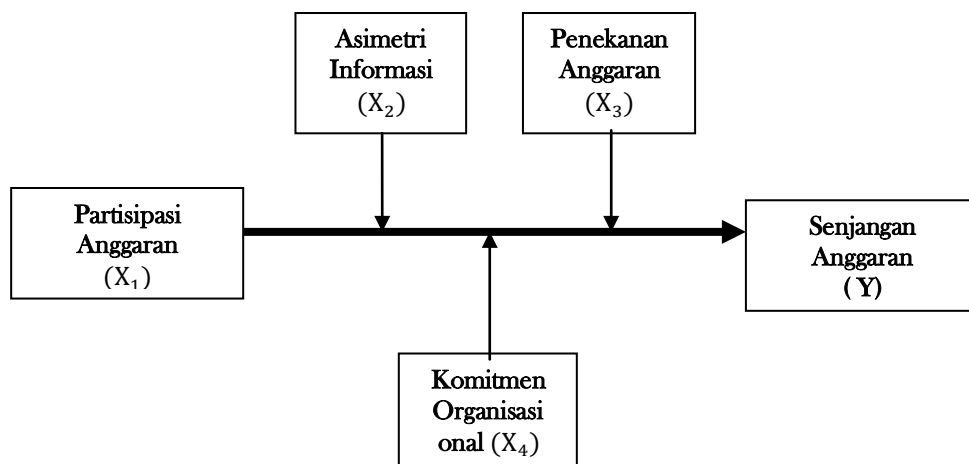 Asimetri
Informasi
(X₂)
Penekanan
Anggaran
(X₃)
Partisipasi
Anggaran
(X₁)
Senjangan
Anggaran
( Y)
Komitmen
Organisasi
onal (X₄)